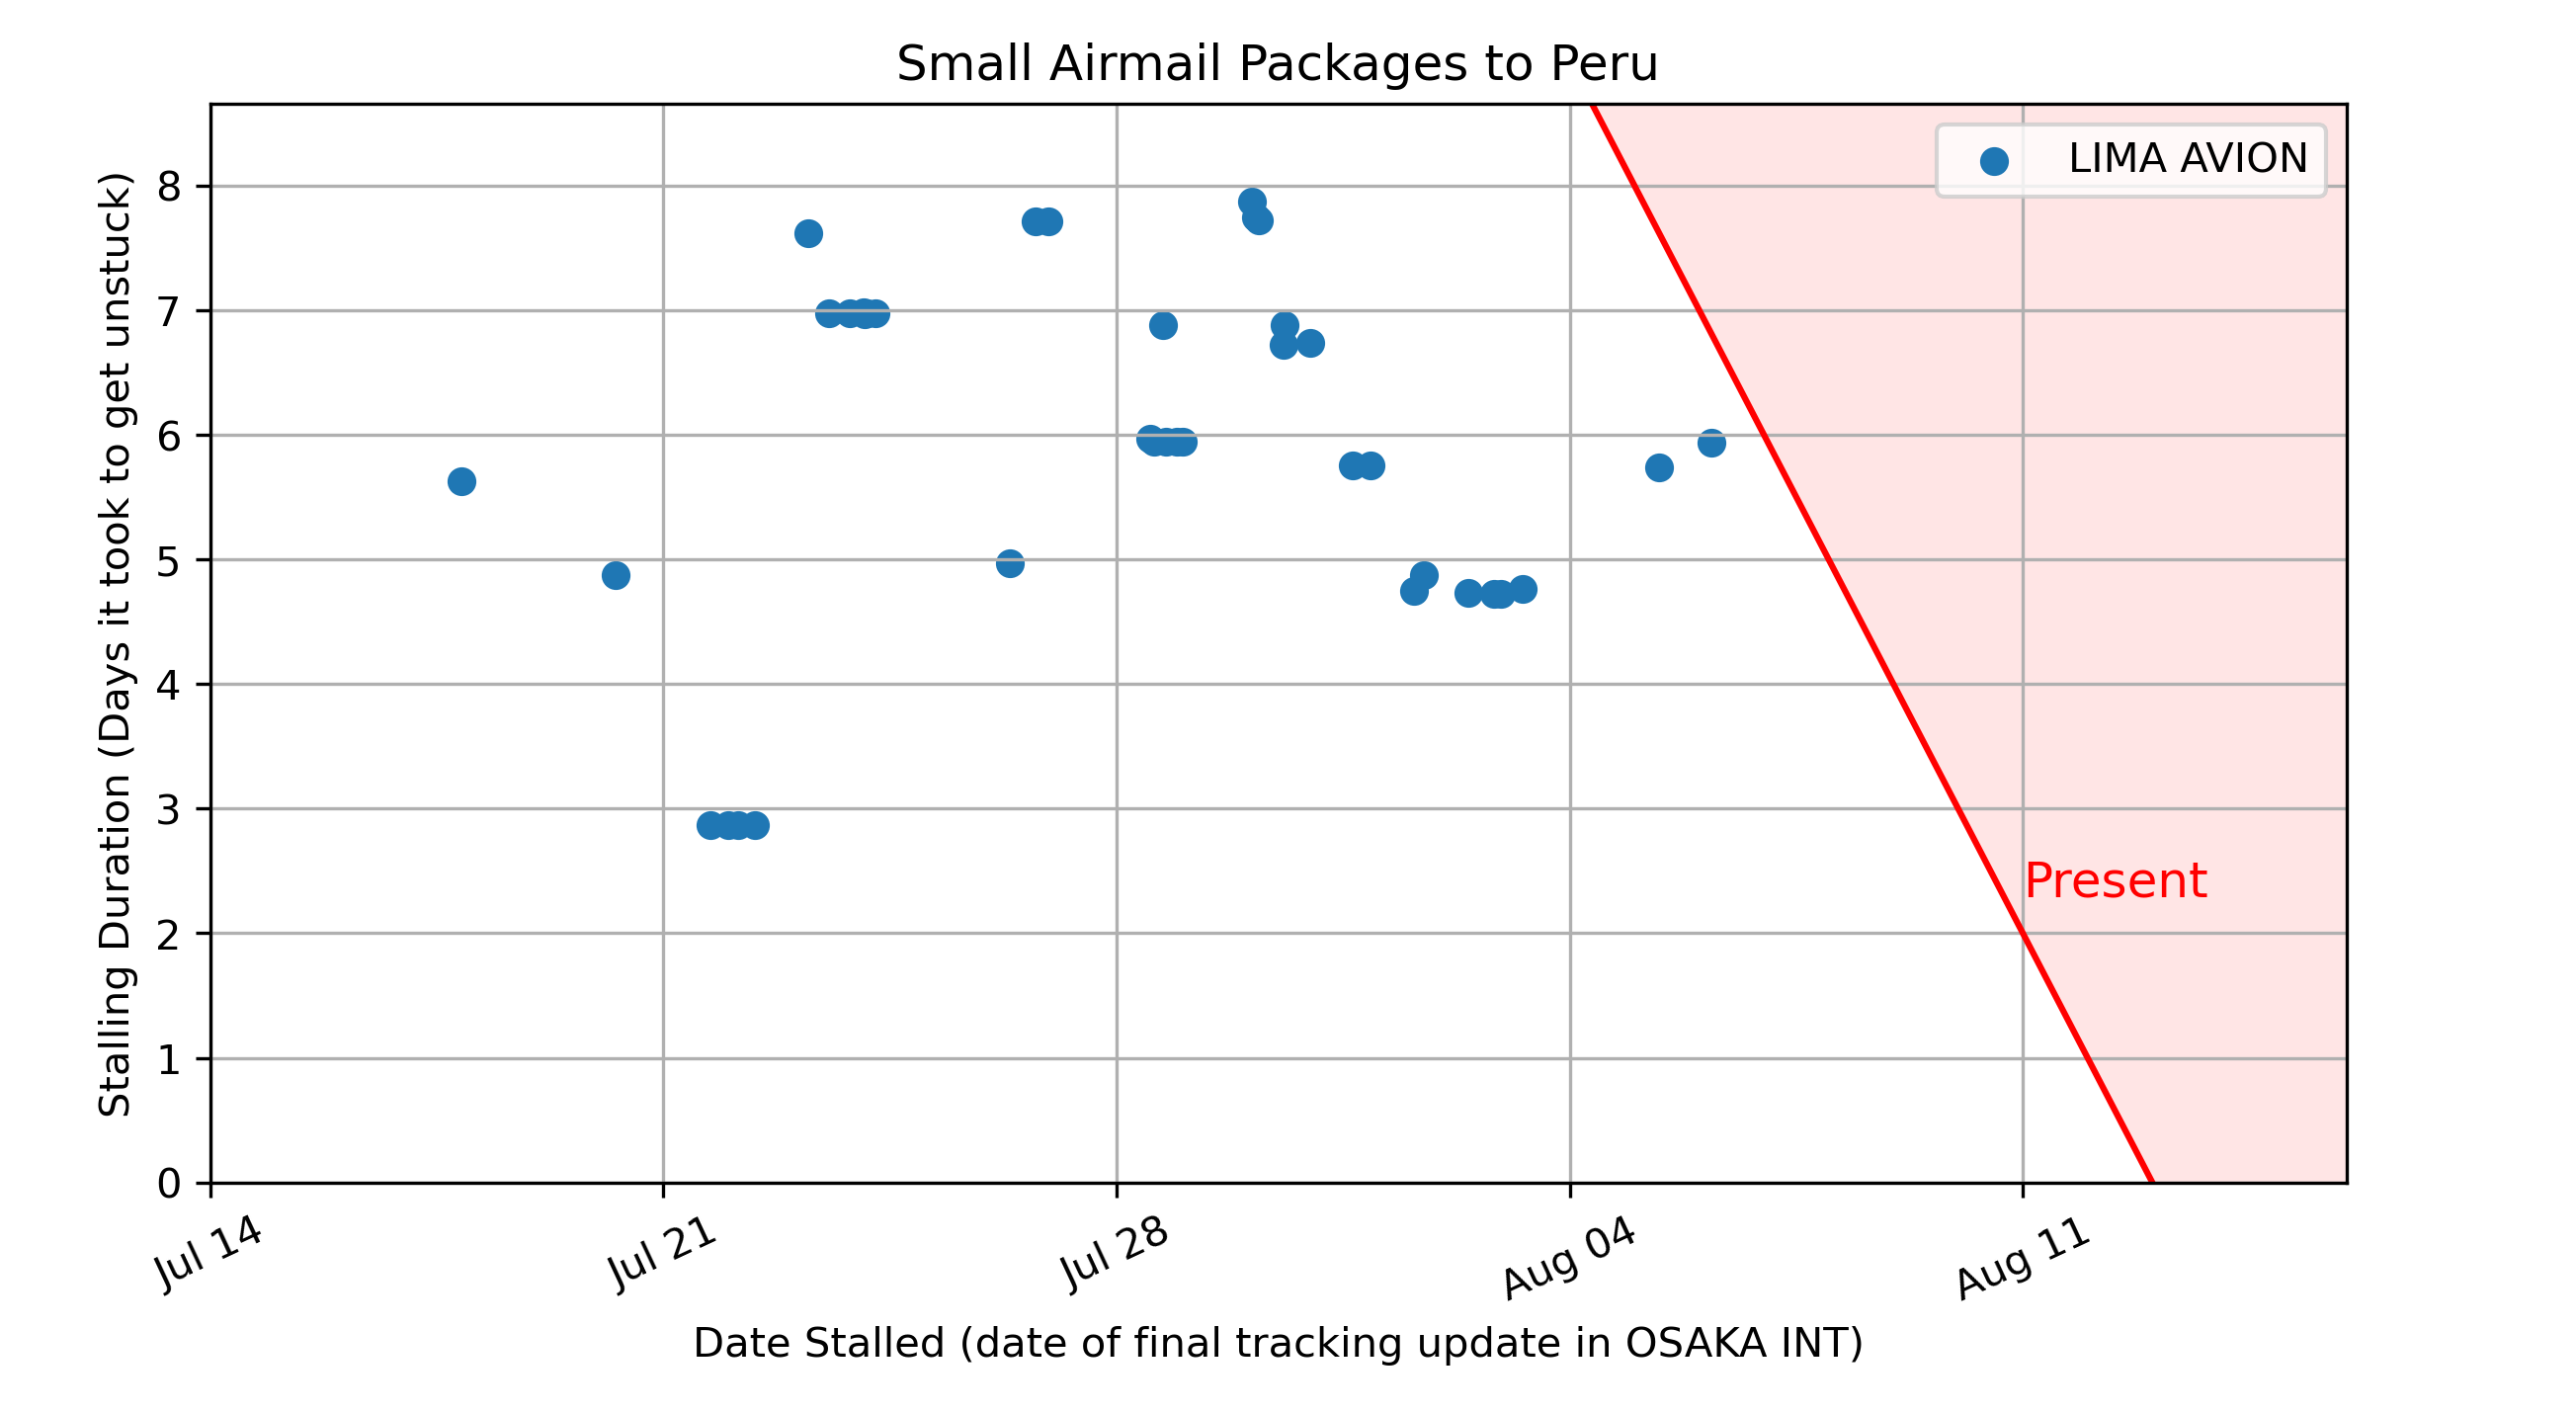 Small Airmail Packages to Peru
LIMA AVION
Stalling Duration (Days it took to get unstuck)
8
7
6
5
4
3
2
1
0
Present
Jul 14
Jul 21
Jul 28
Aug 04
Aug 11
Date Stalled (date of final tracking update in OSAKA INT)